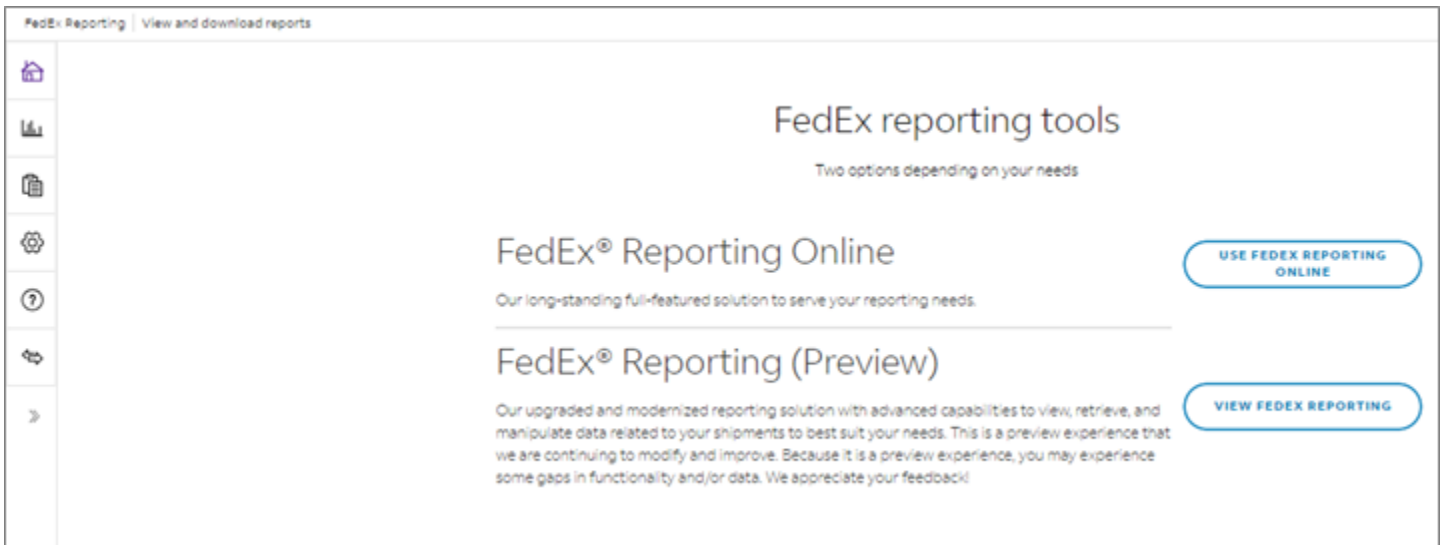 FedEx Reporting | View and download reports
FedEx reporting tools
Two options depending on your needs
FedEx® Reporting Online
USE FEDEX REPORTING
ONLINE
Our long-standing full-featured solution to serve your reporting needs.
FedEx® Reporting (Preview)
Our upgraded and modernized reporting solution with advanced capabilities to view, retrieve, and
manipulate data related to your shipments to best suit your needs. This is a preview experience that
we are continuing to modify and improve. Because it is a preview experience, you may experience
some gaps in functionality and/or data. We appreciate your feedback!
VIEW FEDEX REPORTING